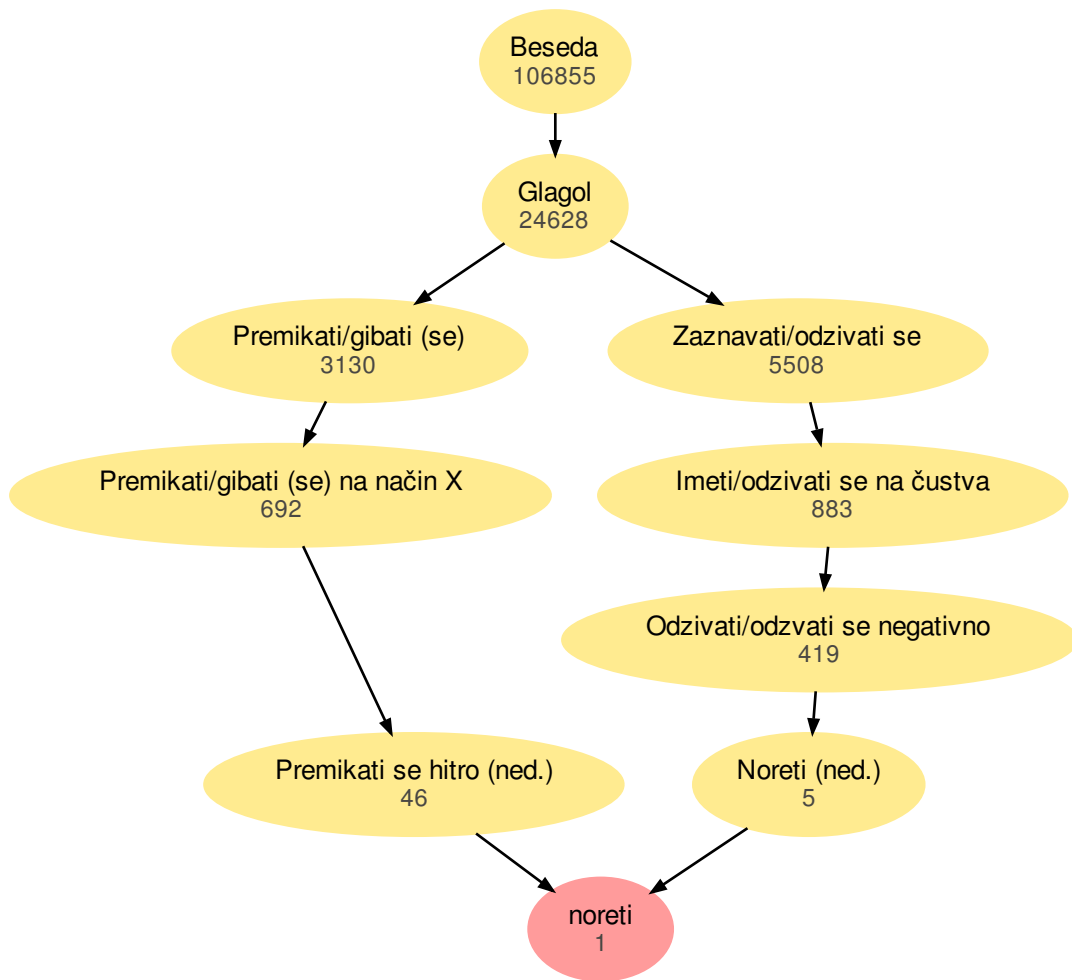 Beseda
106855
Glagol
24628
Premikati/gibati (se)
3130
Zaznavati/odzivati se
5508
Premikati/gibati (se) na način X
692
Imeti/odzivati se na čustva
883
Odzivati/odzvati se negativno
419
Premikati se hitro (ned.)
46
Noreti (ned.)
5
noreti
1